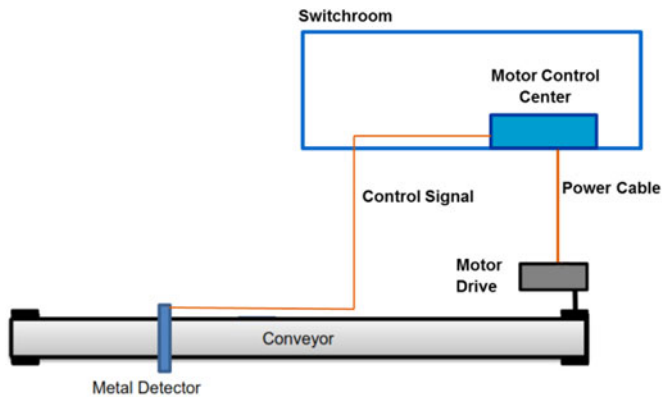 Switchroom
Motor Control
Center
Control Signal
Power Cable
Motor
Drive
Conveyor
Metal Detector